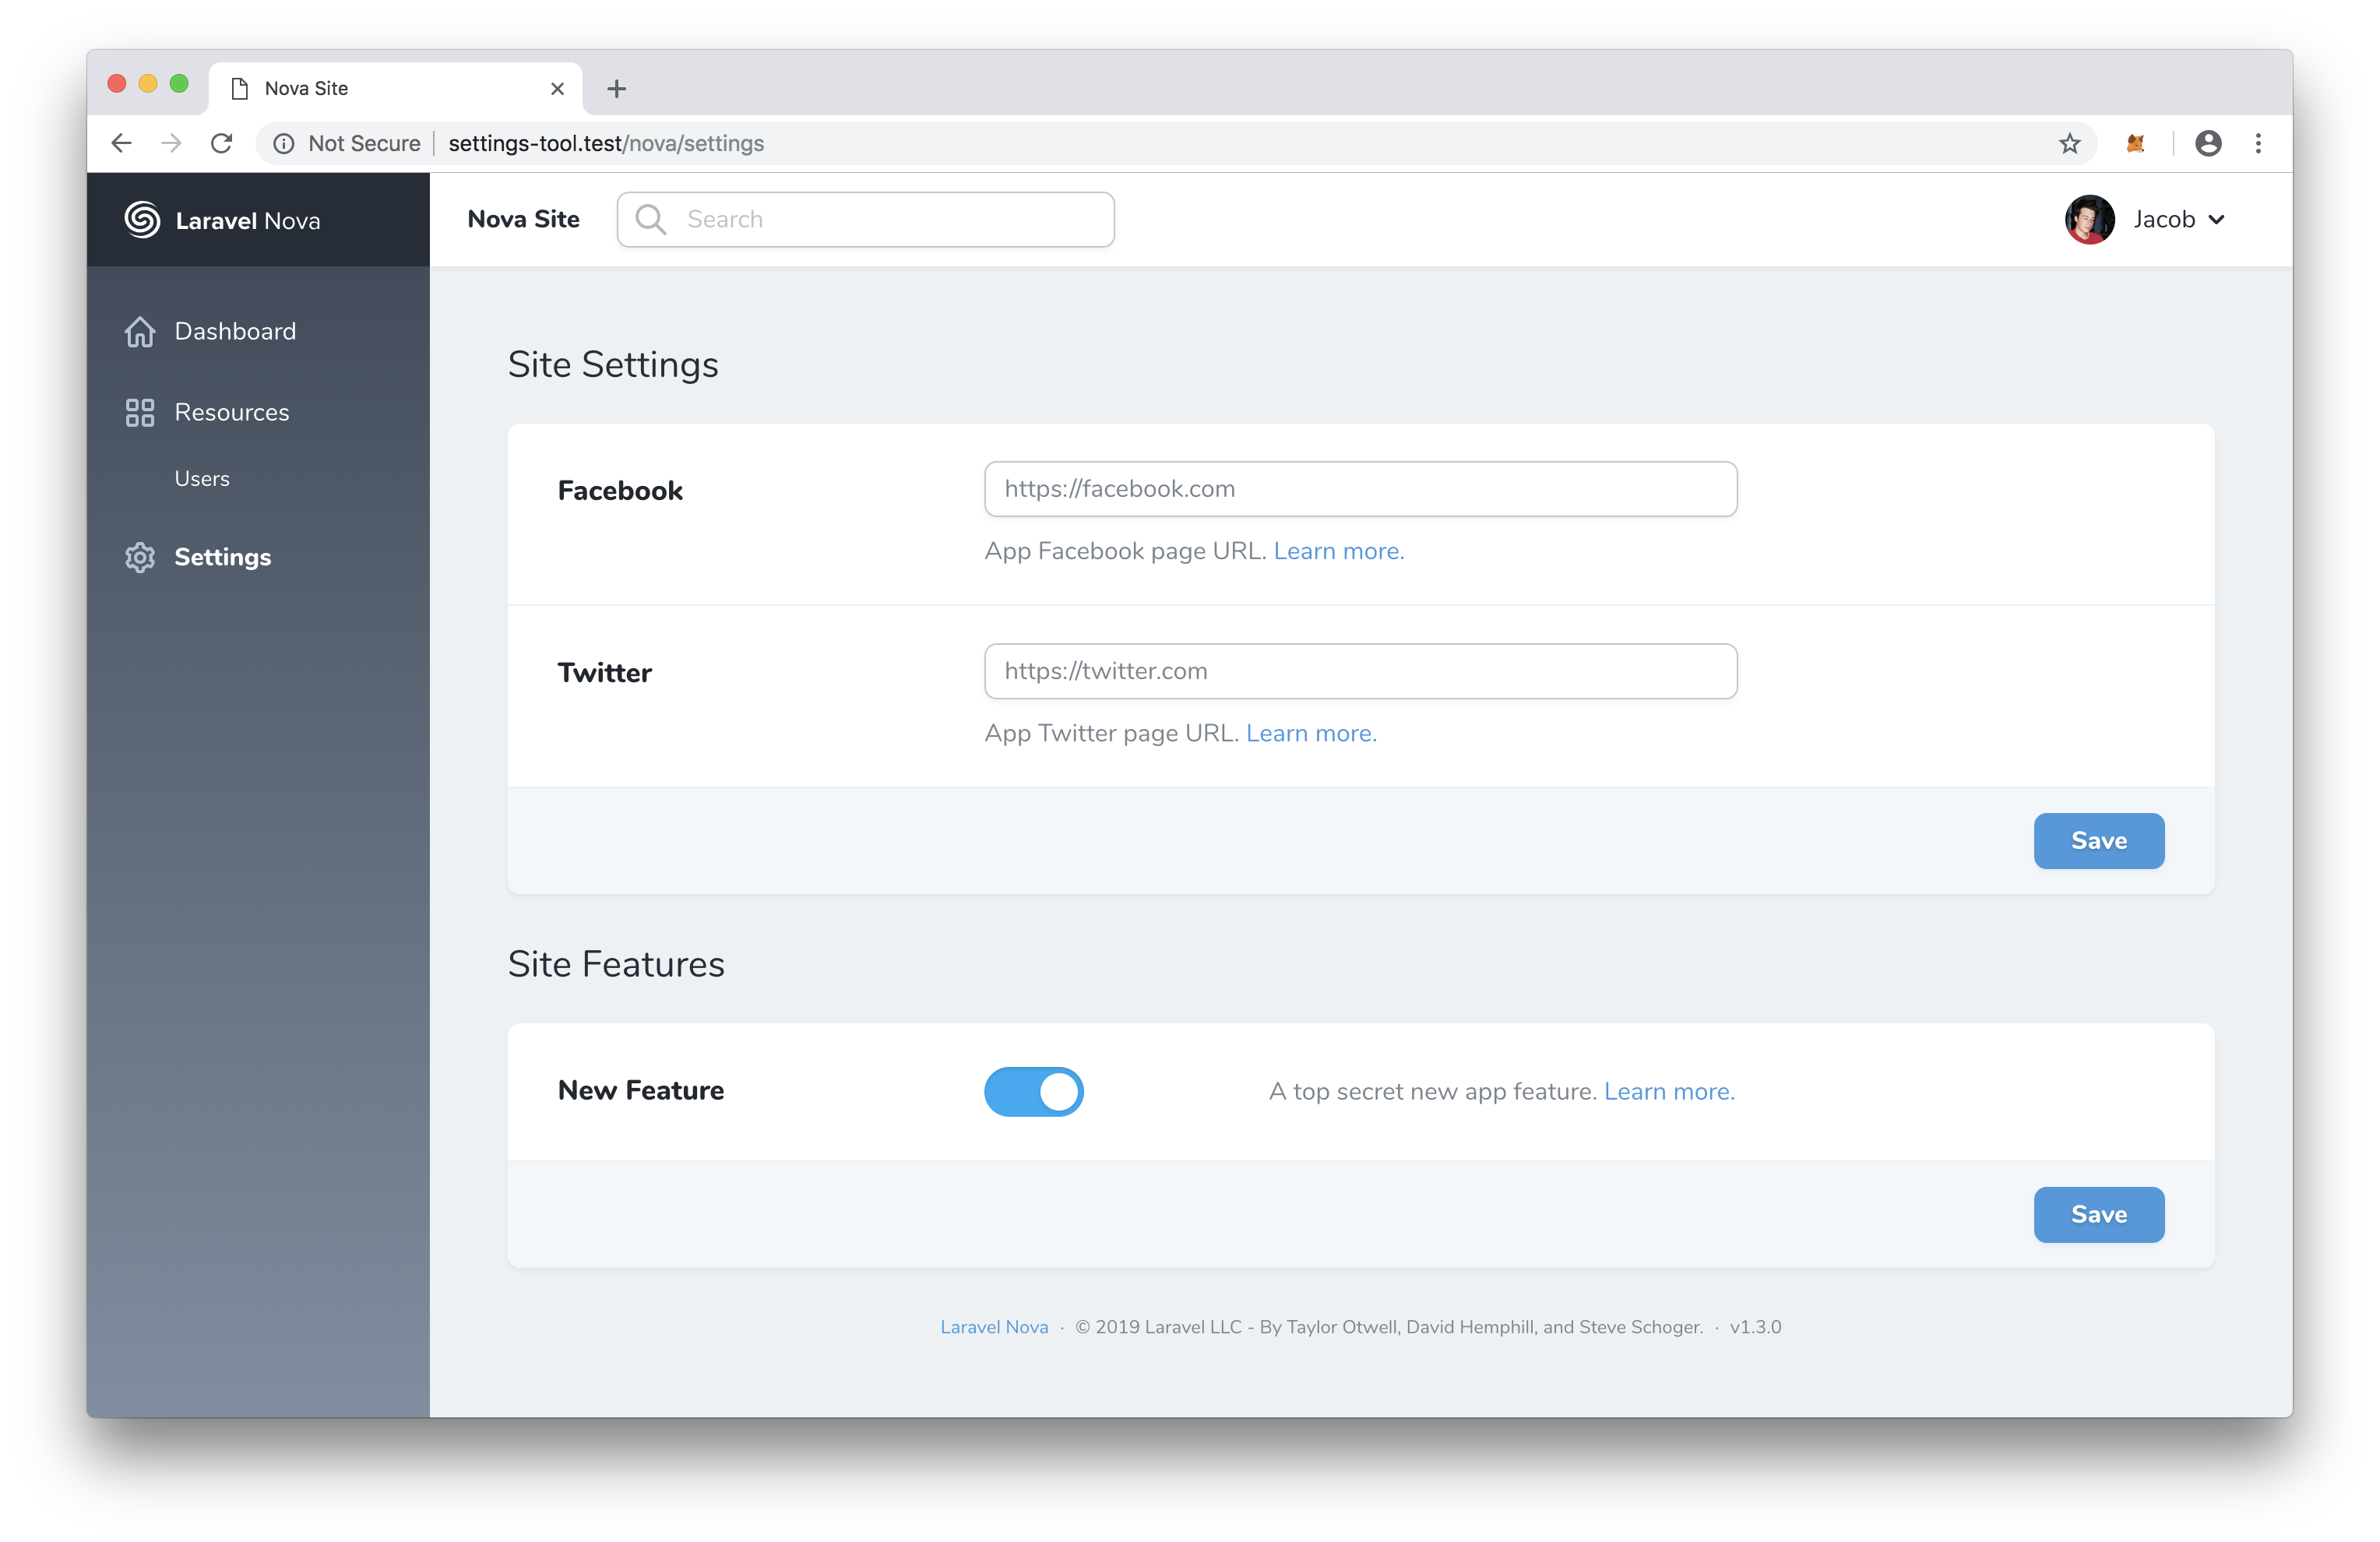 Nova Site
Not Secure settings-tool.test/nova/settings
Laravel Nova
Nova Site
Search
Jacob
Dashboard
Resources
Users
Settings
Site Settings
Facebook
https://facebook.com
App Facebook page URL. Learn more.
Twitter
https://twitter.com
App Twitter page URL. Learn more.
Save
Site Features
New Feature
A top secret new app feature. Learn more.
Save
Laravel Nova · © 2019 Laravel LLC - By Taylor Otwell, David Hemphill, and Steve Schoger. · v1.3.0